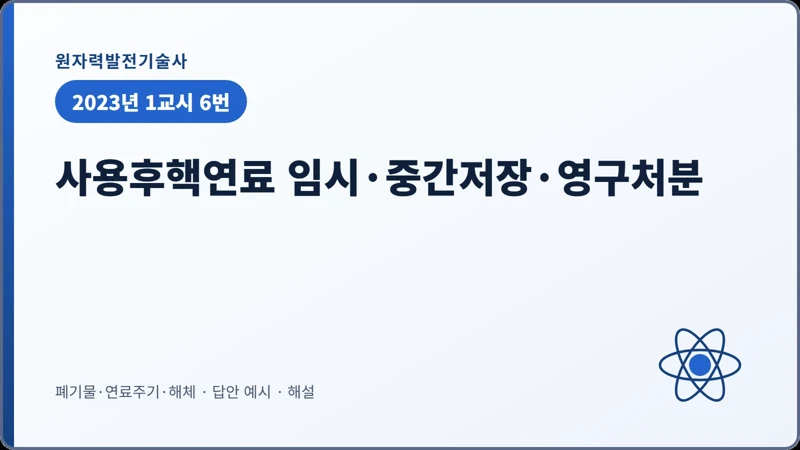 원자력발전기술사
2023년 1교시 6번
사용후핵연료 임시·중간저장·영구처분
폐기물·연료주기·해체 · 답안 예시 · 해설